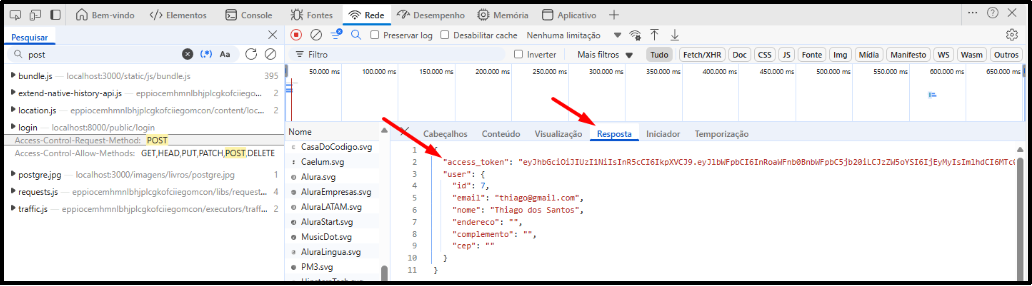 Bem-vindo Elementos Console Fontes Rede Desempenho Memória Aplicativo
Pesquisar
post .* Aa
bundle.js — localhost:3000/static/js/bundle.js 395
extend-native-history-api.js — eppiocemhmnlbhjplcgkofciiegomcon 2
location.js — eppiocemhmnlbhjplcgkofciiegomcon/content/loc... 2
login — localhost:8000/public/login
Access-Control-Request-Method: POST
Access-Control-Allow-Methods: GET,HEAD,PUT,PATCH,POST,DELETE
postgre.jpg — localhost:3000/imagens/livros/postgre.jpg
requests.js — eppiocemhmnlbhjplcgkofciiegomcon/libs/request... 4
traffic.js — eppiocemhmnlbhjplcgkofciiegomcon/executors/traff... 2
Preservar log Desabilitar cache Nenhuma limitação
Filtro Inverter Mais filtros Tudo Fetch/XHR Doc CSS JS Fonte Img Mídia Manifesto WS Wasm Outros
50.000 ms 100.000 ms 150.000 ms 200.000 ms 250.000 ms 300.000 ms 350.000 ms 400.000 ms 450.000 ms 500.000 ms 550.000 ms 600.000 ms 650.000 ms
Nome
CasaDoCodigo.svg
Caelum.svg
Alura.svg
AluraEmpresas.svg
AluraLATAM.svg
AluraStart.svg
MusicDot.svg
AluraLingua.svg
PM3.svg
Cabeçalhos Conteúdo Visualização Resposta Iniciador Temporização
1 {
2 "access_token":
3 "user": {
4 "id": 7,
5 "email": "thiago@gmail.com",
6 "nome": "Thiago dos Santos",
7 "endereco": "",
8 "complemento": "",
9 "cep": ""
10 }
11 }